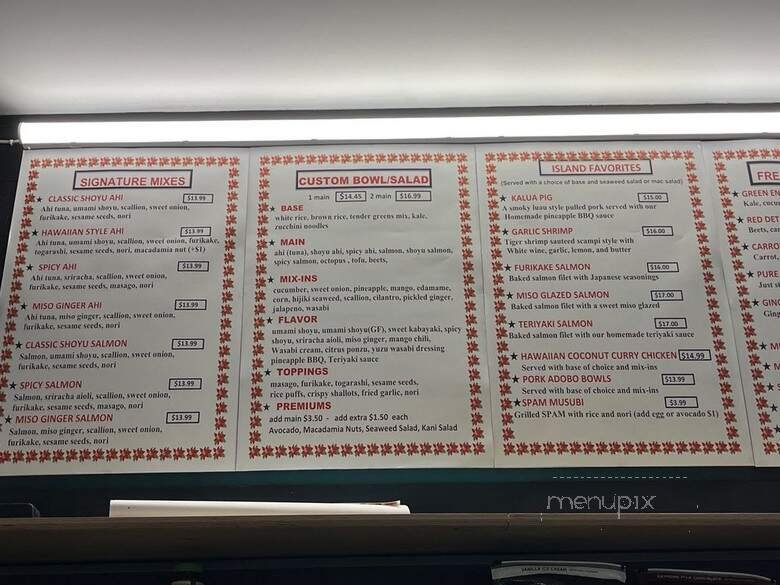 SIGNATURE MIXES
★ CLASSIC SHOYU AHI $13.99
Ahi tuna, umami shoyu, scallion, sweet onion,
furikake, sesame seeds, nori
★ HAWAIIAN STYLE AHI $13.99
Ahi tuna, umami shoyu, scallion, sweet onion, furikake,
togarashi, sesame seeds, nori, macadamia nut (+$1)
★ SPICY AHI $13.99
Ahi tuna, sriracha, scallion, sweet onion,
furikake, sesame seeds, masago, nori
★ MISO GINGER AHI $13.99
Ahi tuna, miso ginger, scallion, sweet onion,
furikake, sesame seeds, nori
★ CLASSIC SHOYU SALMON $13.99
Salmon, umami shoyu, scallion, sweet onion,
furikake, sesame seeds, nori
★ SPICY SALMON $13.99
Salmon, sriracha aioli, scallion, sweet onion,
furikake, sesame seeds, masago, nori
★ MISO GINGER SALMON $13.99
Salmon, miso ginger, scallion, sweet onion,
furikake, sesame seeds, nori
CUSTOM BOWL/SALAD
1 main $14.45 2 main $16.99
★ BASE
white rice, brown rice, tender greens mix, kale,
zucchini noodles
★ MAIN
ahi (tuna), shoyu ahi, spicy ahi, salmon, shoyu salmon,
spicy salmon, octopus , tofu, beets,
★ MIX-INS
cucumber, sweet onion, pineapple, mango, edamame,
corn, hijiki seaweed, scallion, cilantro, pickled ginger,
jalapeno, wasabi
★ FLAVOR
umami shoyu, umami shoyu(GF), sweet kabayaki, spicy
shoyu, sriracha aioli, miso ginger, mango chili,
Wasabi cream, citrus ponzu, yuzu wasabi dressing
pineapple BBQ, Teriyaki sauce
★ TOPPINGS
masago, furikake, togarashi, sesame seeds,
rice puffs, crispy shallots, fried garlic, nori
★ PREMIUMS
add main $3.50 - add extra $1.50 each
Avocado, Macadamia Nuts, Seaweed Salad, Kani Salad
ISLAND FAVORITES
(Served with a choice of base and seaweed salad or mac salad)
★ KALUA PIG $15.00
A smoky luau style pulled pork served with our
Homemade pineapple BBQ sauce
★ GARLIC SHRIMP $16.00
Tiger shrimp sauteed scampi style with
White wine, garlic, lemon, and butter
★ FURIKAKE SALMON $16.00
Baked salmon filet with Japanese seasonings
★ MISO GLAZED SALMON $17.00
Baked salmon filet with a sweet miso glazed
★ TERIYAKI SALMON $17.00
Baked salmon filet with our homemade teriyaki sauce
★ HAWAIIAN COCONUT CURRY CHICKEN $14.99
Served with base of choice and mix-ins
★ PORK ADOBO BOWLS $13.99
Served with base of choice and mix-ins
★ SPAM MUSUBI $3.99
Grilled SPAM with rice and nori (add egg or avocado $1)
FRE
★ GREEN EN
Kale, cucu
★ RED DET
Beets, car
★ CARRO
Carrot,
★ PURE
Just st
★ GING
Ging
★ MU
★ M
menupix